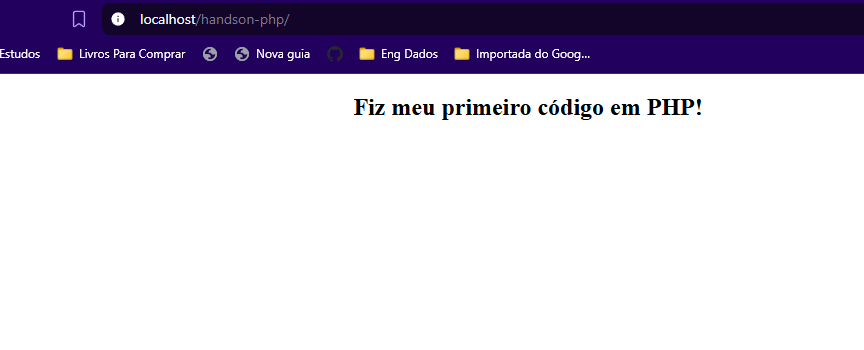 localhost/handson-php/
Estudos Livros Para Comprar Nova guia Eng Dados Importada do Goog...
Fiz meu primeiro código em PHP!